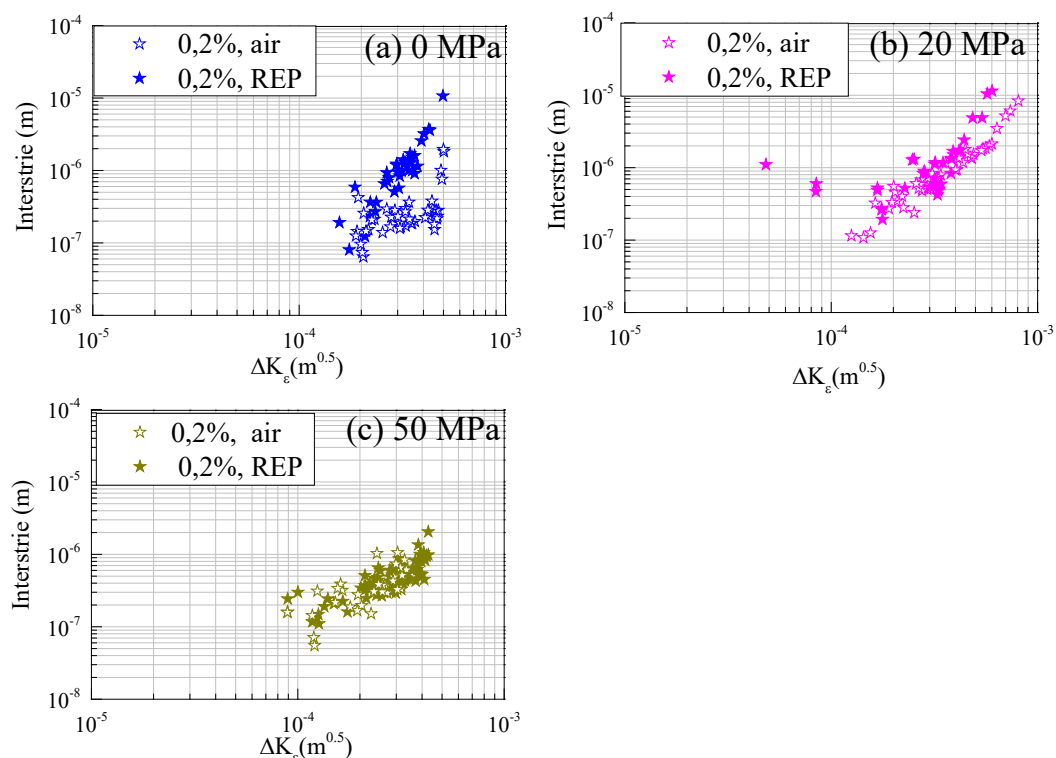 0,2%, air
0,2%, REP
(a) 0 MPa
10^-4
10^-5
10^-6
10^-7
10^-8
Interstrie (m)
10^-5 10^-4 10^-3
ΔK_ε(m^0.5)
0,2%, air
0,2%, REP
(b) 20 MPa
10^-4
10^-5
10^-6
10^-7
10^-8
Interstrie (m)
10^-5 10^-4 10^-3
ΔK_ε(m^0.5)
0,2%, air
0,2%, REP
(c) 50 MPa
10^-4
10^-5
10^-6
10^-7
10^-8
Interstrie (m)
10^-5 10^-4 10^-3
ΔK_ε(m^0.5)